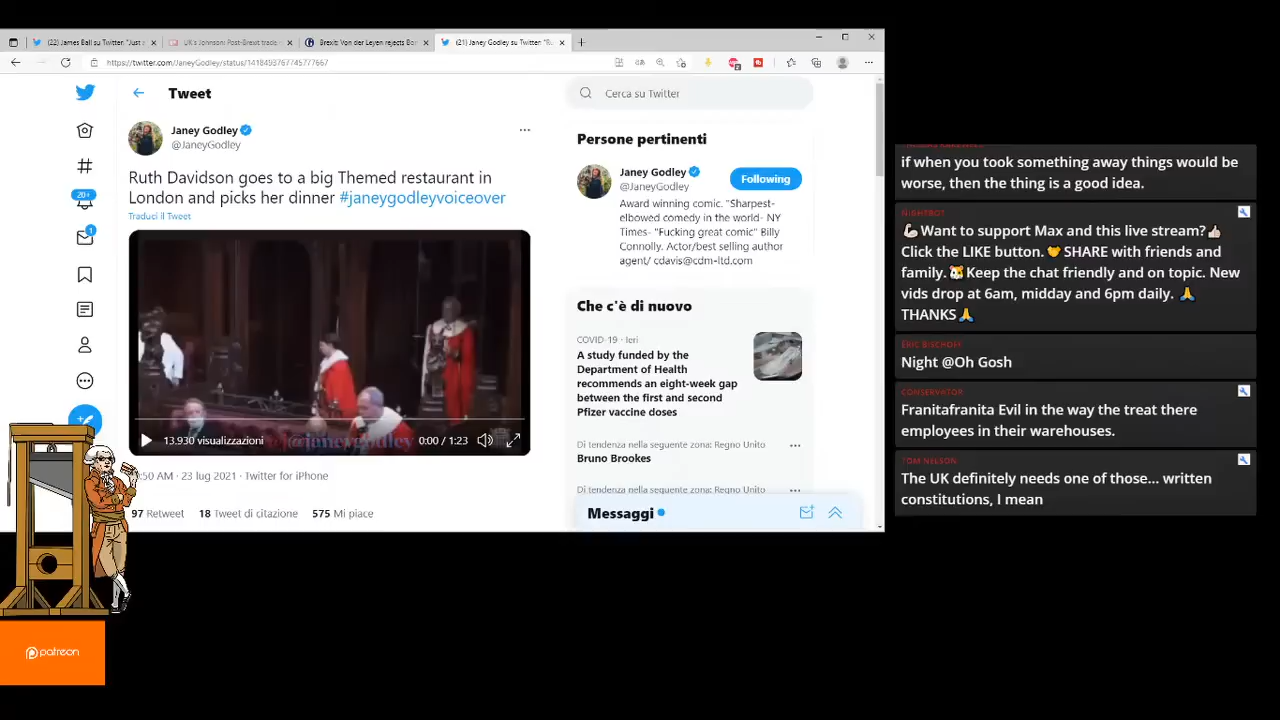 (22) James Ball su Twitter: "Just
UK's Johnson: Post-Brexit trade
Brexit: Von der Leyen rejects Bor
(21) Janey Godley su Twitter: "Ru
https://twitter.com/JaneyGodley/status/1418493767745777667
Tweet
Cerca su Twitter
Janey Godley
@JaneyGodley
Ruth Davidson goes to a big Themed restaurant in
London and picks her dinner #janeygodleyvoiceover
Traduci il Tweet
20+
1
13.930 visualizzazioni
@janeygodley
0:00 / 1:23
50 AM · 23 lug 2021 · Twitter for iPhone
97 Retweet 18 Tweet di citazione 575 Mi piace
Persone pertinenti
Janey Godley
@JaneyGodley
Following
Award winning comic. "Sharpest-
elbowed comedy in the world- NY
Times- "Fucking great comic" Billy
Connolly. Actor/best selling author
agent/ cdavis@cdm-ltd.com
Che c'è di nuovo
COVID-19 · Ieri
A study funded by the
Department of Health
recommends an eight-week gap
between the first and second
Pfizer vaccine doses
Di tendenza nella seguente zona: Regno Unito
Bruno Brookes
Di tendenza nella seguente zona: Regno Unito
Messaggi
if when you took something away things would be
worse, then the thing is a good idea.
NIGHTBOT
💪🏻Want to support Max and this live stream?👍🏻
Click the LIKE button.🧡 SHARE with friends and
family.🐹Keep the chat friendly and on topic. New
vids drop at 6am, midday and 6pm daily. 🙏
THANKS🙏
ERIC BISCHOFF
Night @Oh Gosh
CONSERVATOR
Franitafranita Evil in the way the treat there
employees in their warehouses.
TOM NELSON
The UK definitely needs one of those... written
constitutions, I mean
patreon